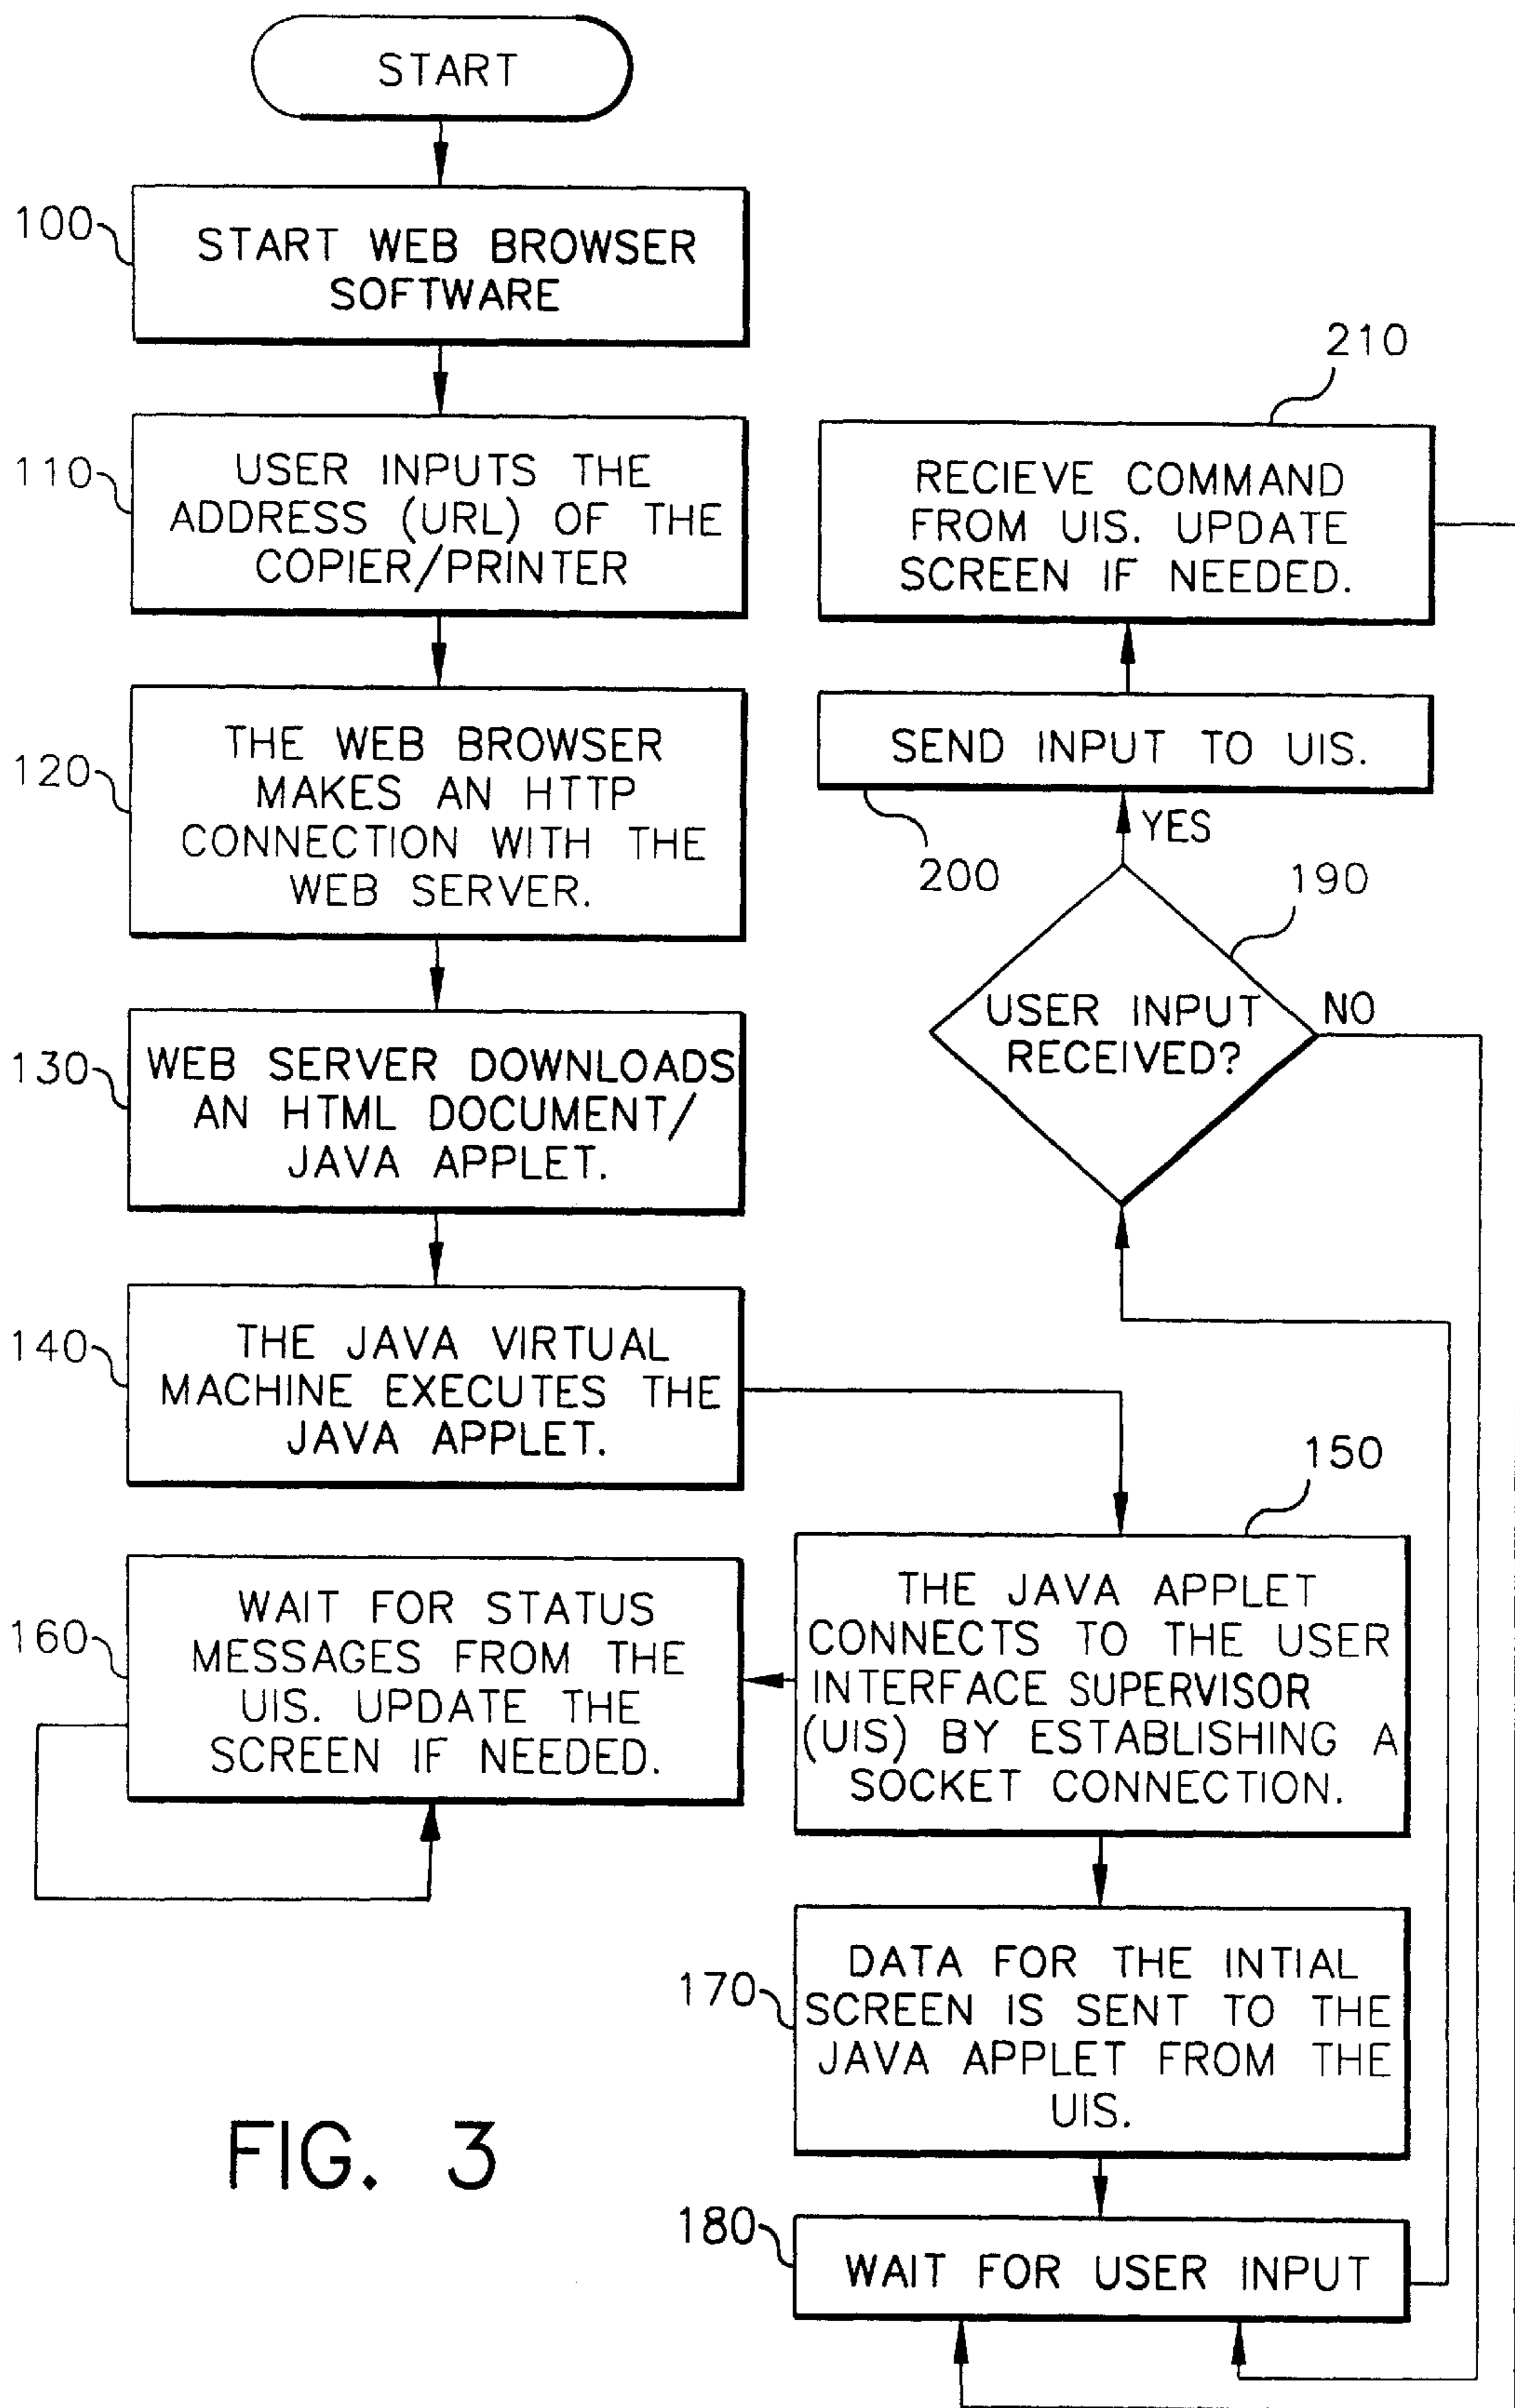 START
100
START WEB BROWSER
SOFTWARE
110
USER INPUTS THE
ADDRESS (URL) OF THE
COPIER/PRINTER
120
THE WEB BROWSER
MAKES AN HTTP
CONNECTION WITH THE
WEB SERVER.
130
WEB SERVER DOWNLOADS
AN HTML DOCUMENT/
JAVA APPLET.
140
THE JAVA VIRTUAL
MACHINE EXECUTES THE
JAVA APPLET.
150
THE JAVA APPLET
CONNECTS TO THE USER
INTERFACE SUPERVISOR
(UIS) BY ESTABLISHING A
SOCKET CONNECTION.
160
WAIT FOR STATUS
MESSAGES FROM THE
UIS. UPDATE THE
SCREEN IF NEEDED.
170
DATA FOR THE INTIAL
SCREEN IS SENT TO THE
JAVA APPLET FROM THE
UIS.
180
WAIT FOR USER INPUT
190
USER INPUT
RECEIVED?
NO
YES
200
SEND INPUT TO UIS.
210
RECIEVE COMMAND
FROM UIS. UPDATE
SCREEN IF NEEDED.
FIG. 3